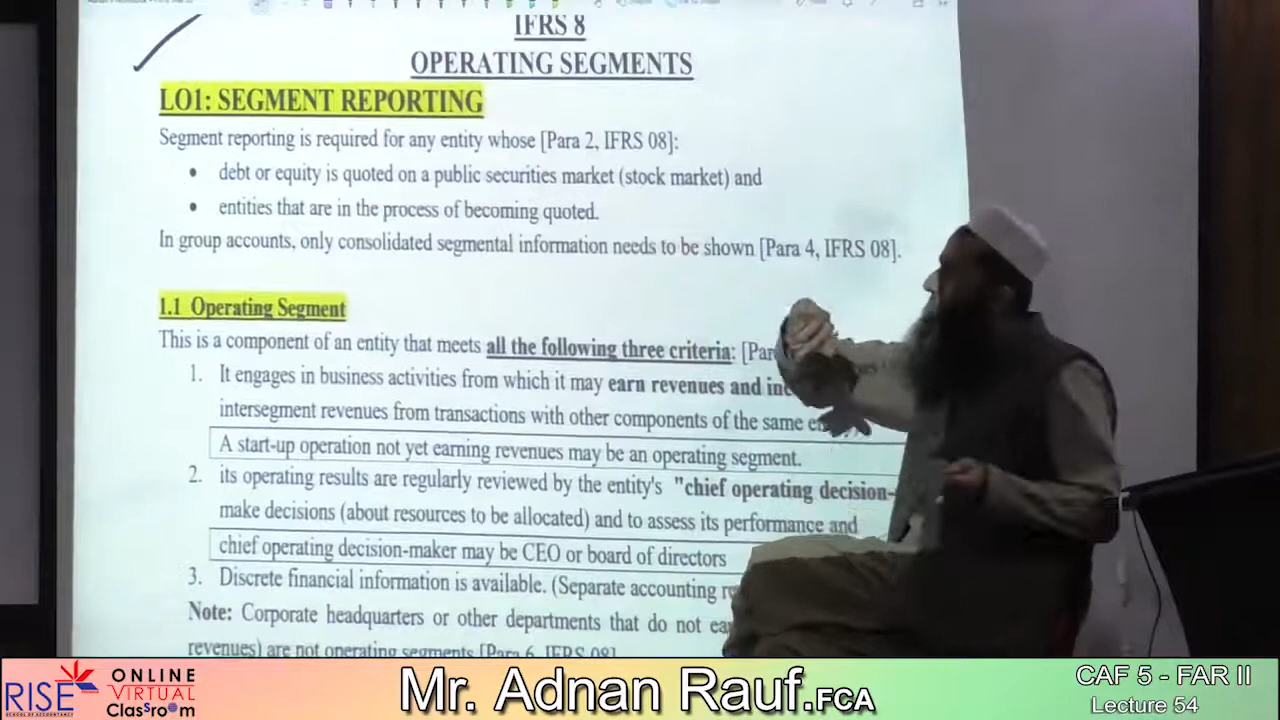 IFRS 8
OPERATING SEGMENTS
LO1: SEGMENT REPORTING
Segment reporting is required for any entity whose [Para 2, IFRS 08]:
• debt or equity is quoted on a public securities market (stock market) and
• entities that are in the process of becoming quoted.
In group accounts, only consolidated segmental information needs to be shown [Para 4, IFRS 08].
1.1 Operating Segment
This is a component of an entity that meets all the following three criteria: [Par
1. It engages in business activities from which it may earn revenues and in
intersegment revenues from transactions with other components of the same
A start-up operation not yet earning revenues may be an operating segment.
2. its operating results are regularly reviewed by the entity's "chief operating decision-
make decisions (about resources to be allocated) and to assess its performance and
chief operating decision-maker may be CEO or board of directors
3. Discrete financial information is available. (Separate accounting
Note: Corporate headquarters or other departments that do not
revenues) are not operating segments [Para 6, IFRS 08]
RISE
SCHOOL OF ACCOUNTANCY
ONLINE
VIRTUAL
Classroom
Mr. Adnan Rauf.FCA
CAF 5 - FAR II
Lecture 54